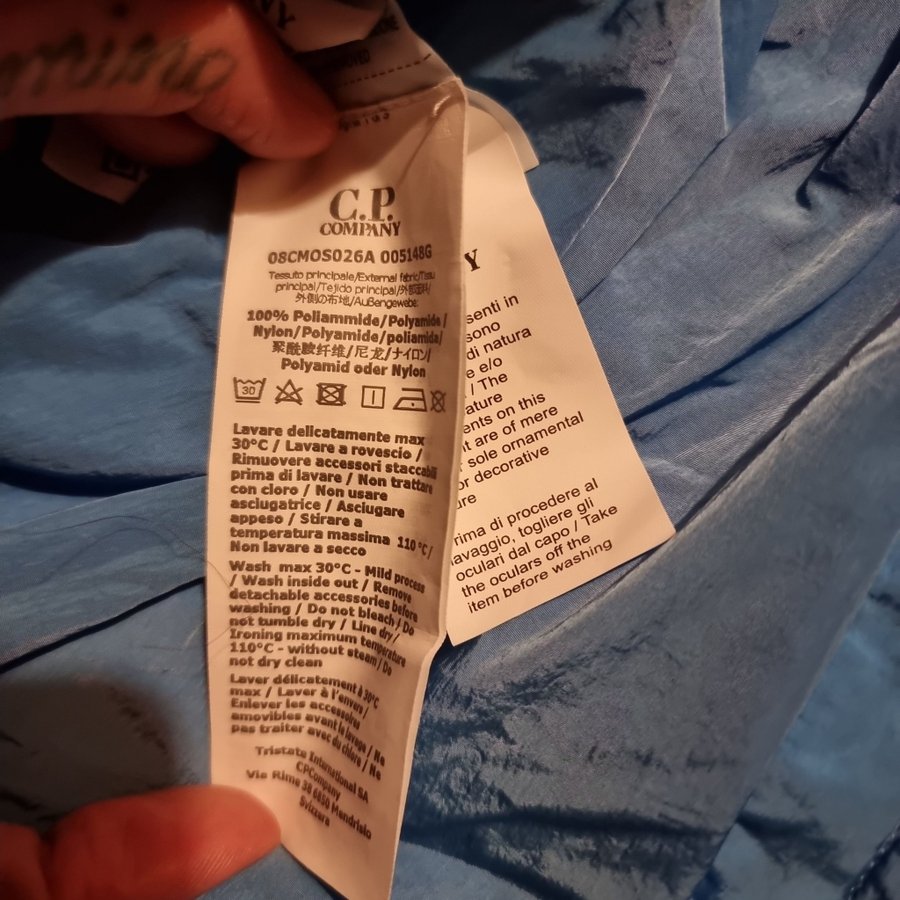 C.P.
COMPANY
08CMOS026A 005148G
Tessuto principale/External fabric/Tissu
principal/Tejido principal/外部面料/
外側の布地/Außengewebe:
100% Poliammide/Polyamide/
Nylon/Polyamide/poliamida/
聚酰胺纤维/尼龙/ナイロン/
Polyamid oder Nylon
30
Lavare delicatamente max
30°C / Lavare a rovescio /
Rimuovere accessori staccabili
prima di lavare / Non trattare
con cloro / Non usare
asciugatrice / Asciugare
appeso / Stirare a
temperatura massima 110°C/
Non lavare a secco
Wash max 30°C - Mild process
/ Wash inside out / Remove
detachable accessories before
washing / Do not bleach / Do
not tumble dry / Line dry /
Ironing maximum temperature
110°C - without steam / Do
not dry clean
Laver délicatement à 30°C
max / Laver à l'envers /
Enlever les accessoires
amovibles avant le lavage / Ne
pas traiter avec du chlore / Ne
Tristate International SA
CPCompany
Via Rime 38 6850 Mendrisio
Svizzera
Y
senti in
sono
di natura
e e/o
/ The
ature
ents on this
t are of mere
r sole ornamental
or decorative
ure
rima di procedere al
lavaggio, togliere gli
oculari dal capo / Take
the oculars off the
item before washing